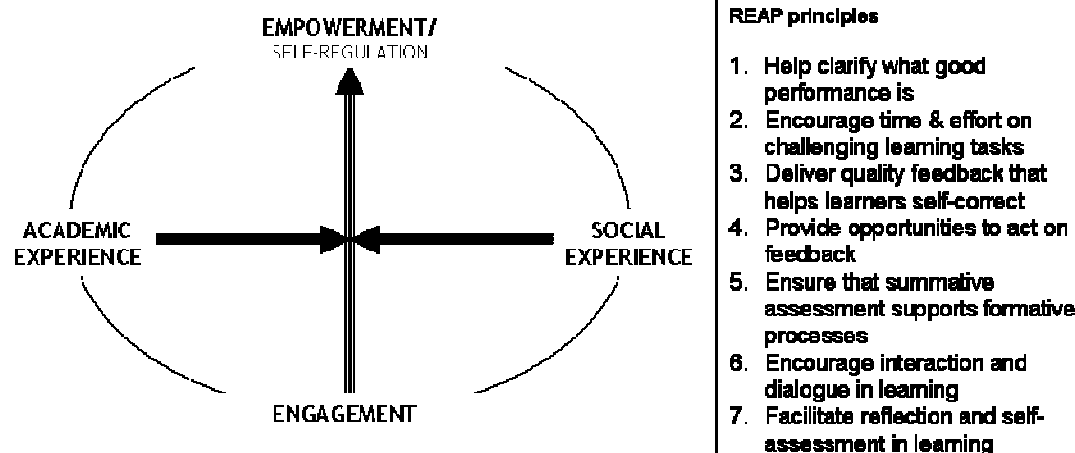 EMPOWERMENT/
SELF-REGULATION
ACADEMIC
EXPERIENCE
SOCIAL
EXPERIENCE
ENGAGEMENT
REAP principles
1. Help clarify what good
performance is
2. Encourage time & effort on
challenging learning tasks
3. Deliver quality feedback that
helps learners self-correct
4. Provide opportunities to act on
feedback
5. Ensure that summative
assessment supports formative
processes
6. Encourage interaction and
dialogue in learning
7. Facilitate reflection and self-
assessment in learning